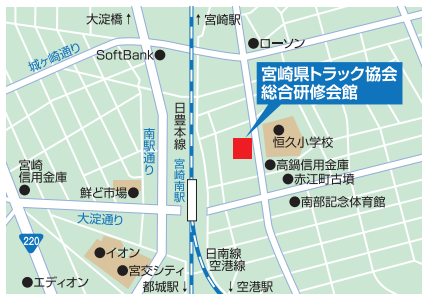 大淀橋↑
↑宮崎駅
城ヶ崎通り
SoftBank
ローソン
宮崎県トラック協会
総合研修会館
日豊本線
南駅通り
恒久小学校
宮崎
信用金庫
宮崎南駅
高鍋信用金庫
赤江町古墳
鮮ど市場
南部記念体育館
大淀通り
220
イオン
日南線
空港線
宮交シティ
エディオン
都城駅↓
↓空港駅